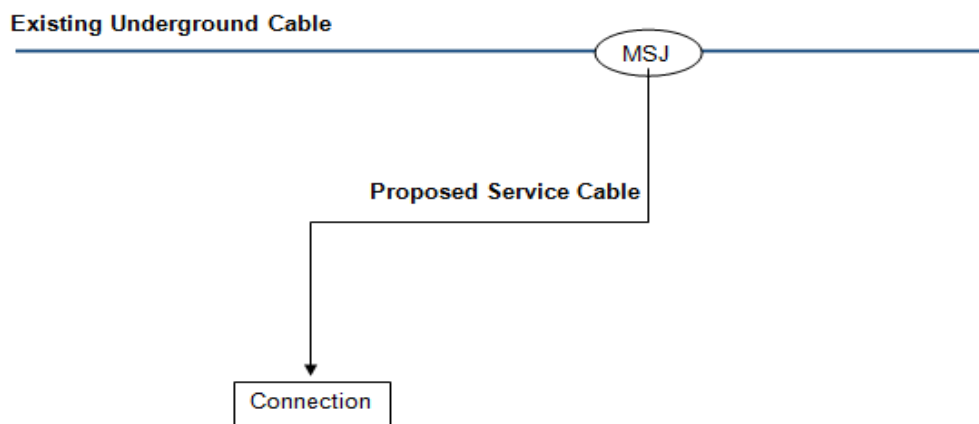 Existing Underground Cable
MSJ
Proposed Service Cable
Connection